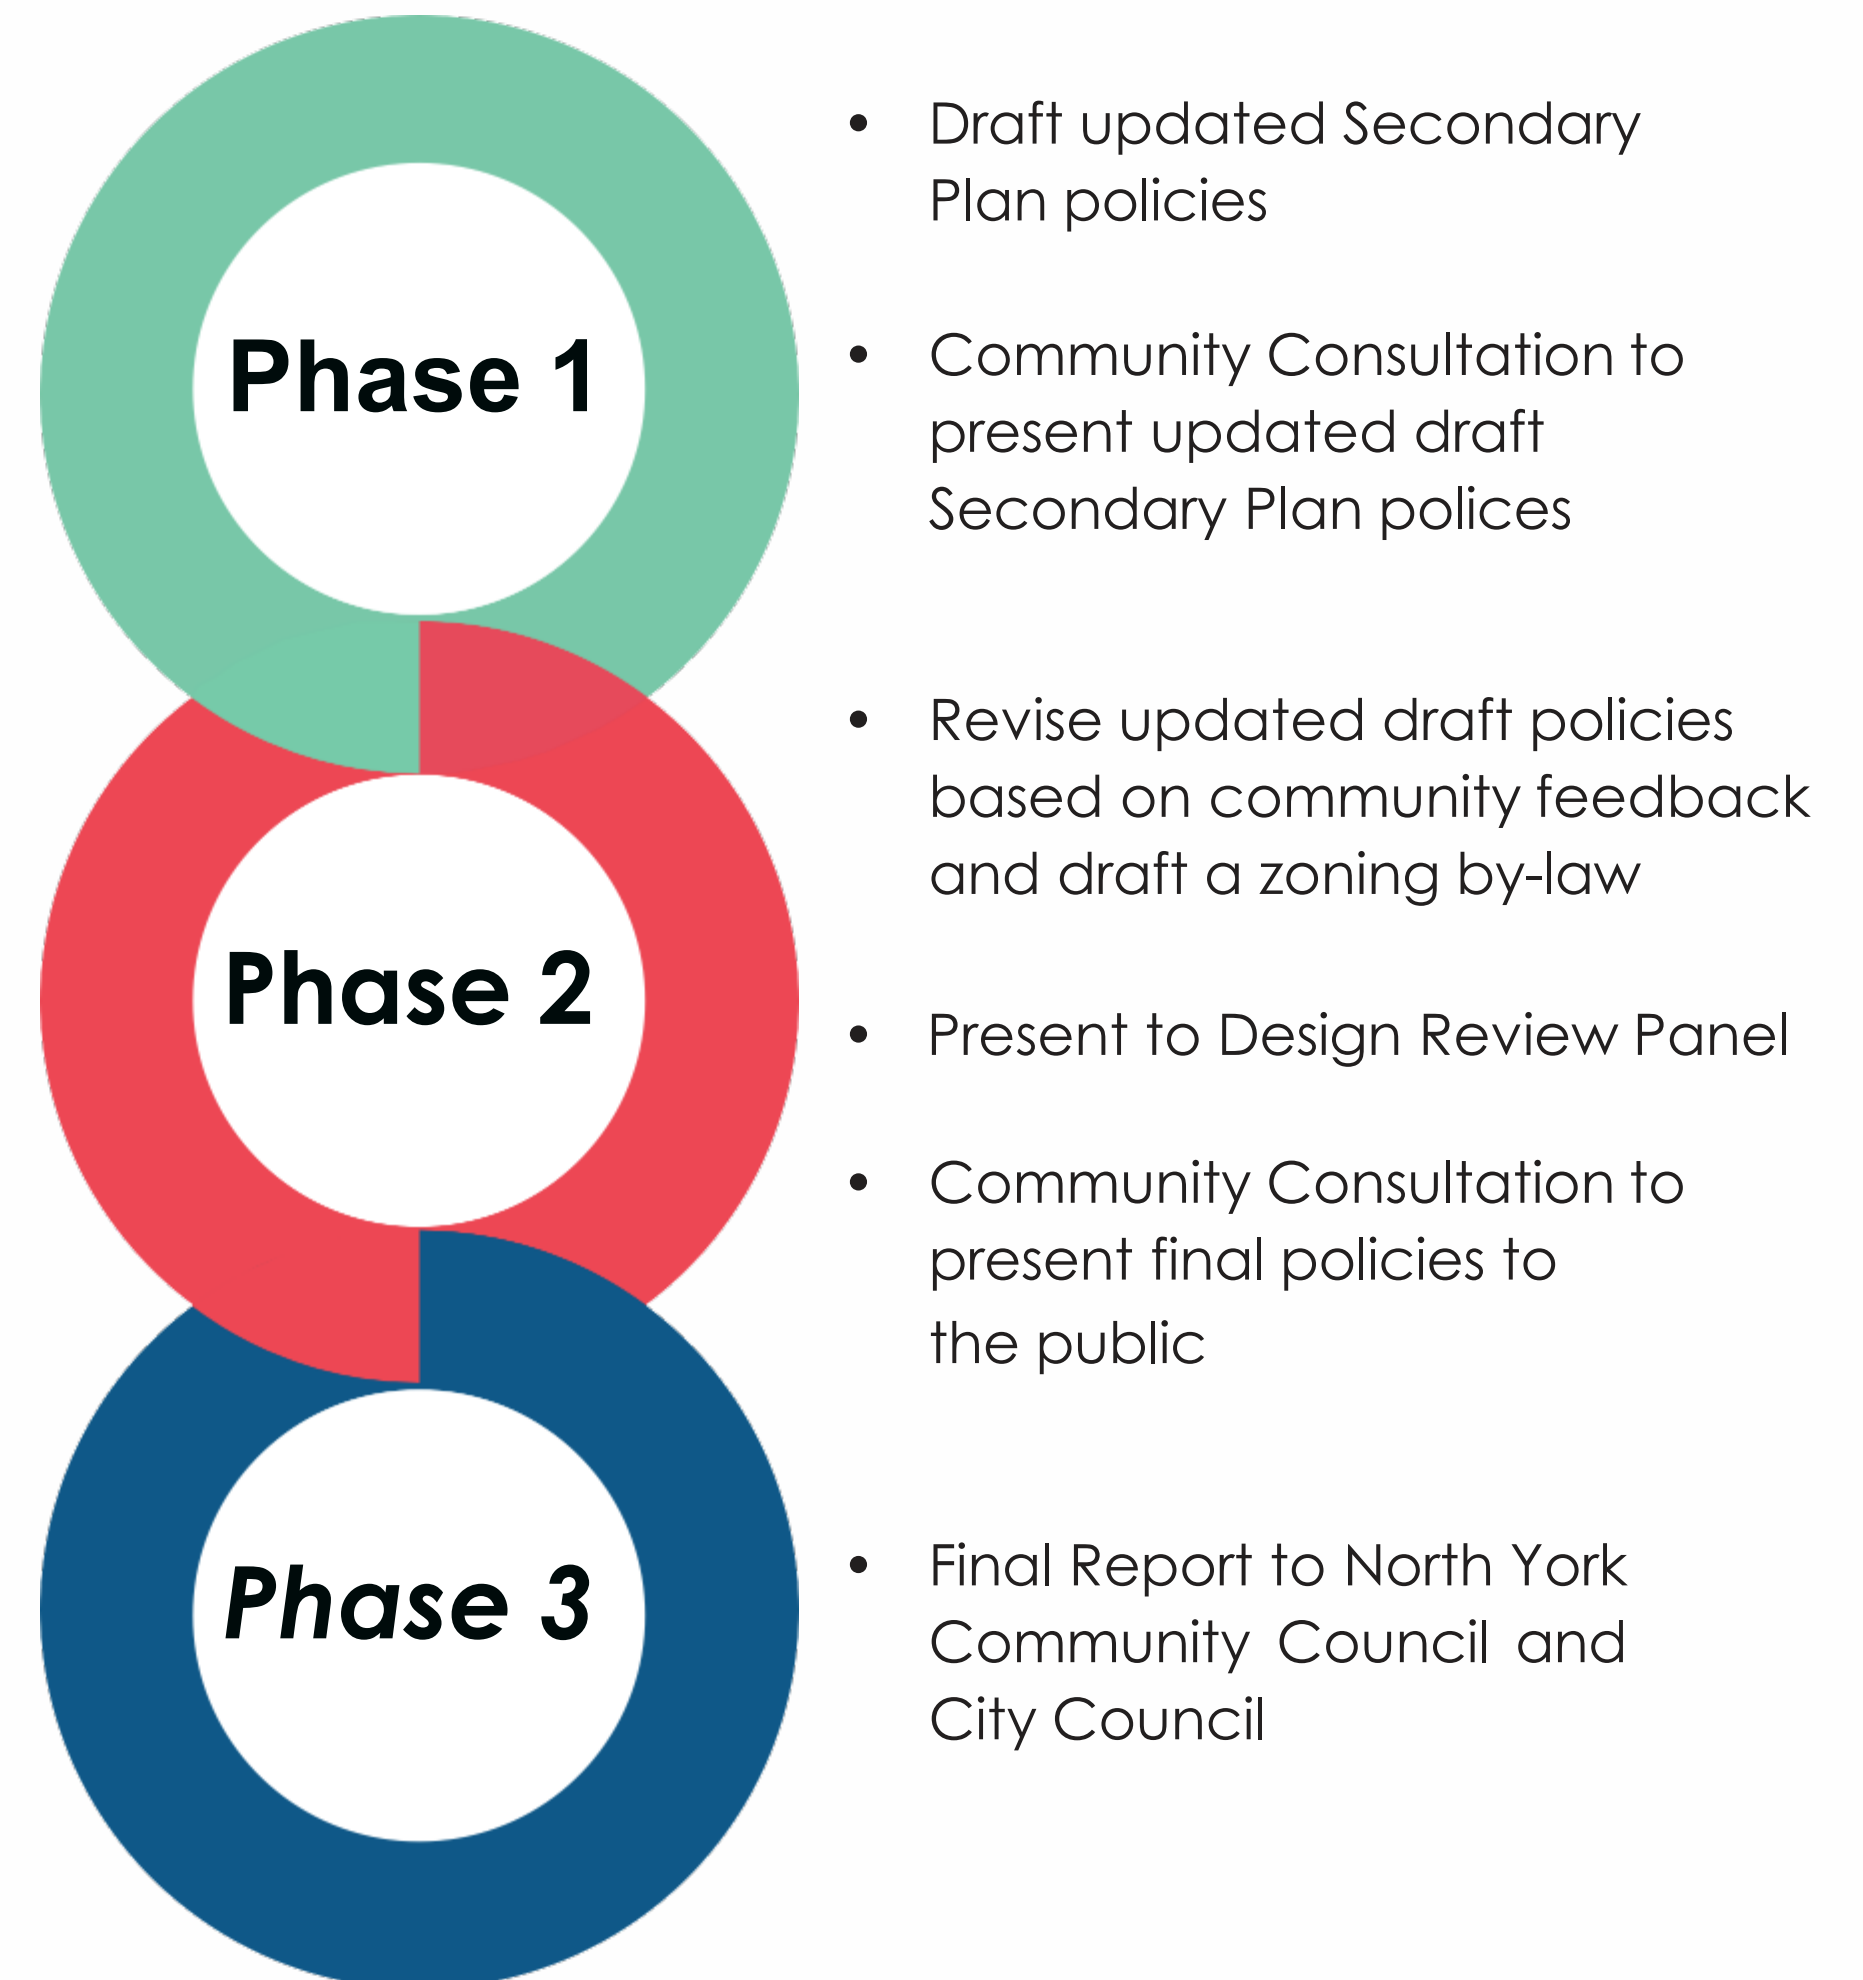 Phase 1
• Draft updated Secondary
Plan policies
• Community Consultation to
present updated draft
Secondary Plan polices
Phase 2
• Revise updated draft policies
based on community feedback
and draft a zoning by-law
• Present to Design Review Panel
• Community Consultation to
present final policies to
the public
Phase 3
• Final Report to North York
Community Council and
City Council